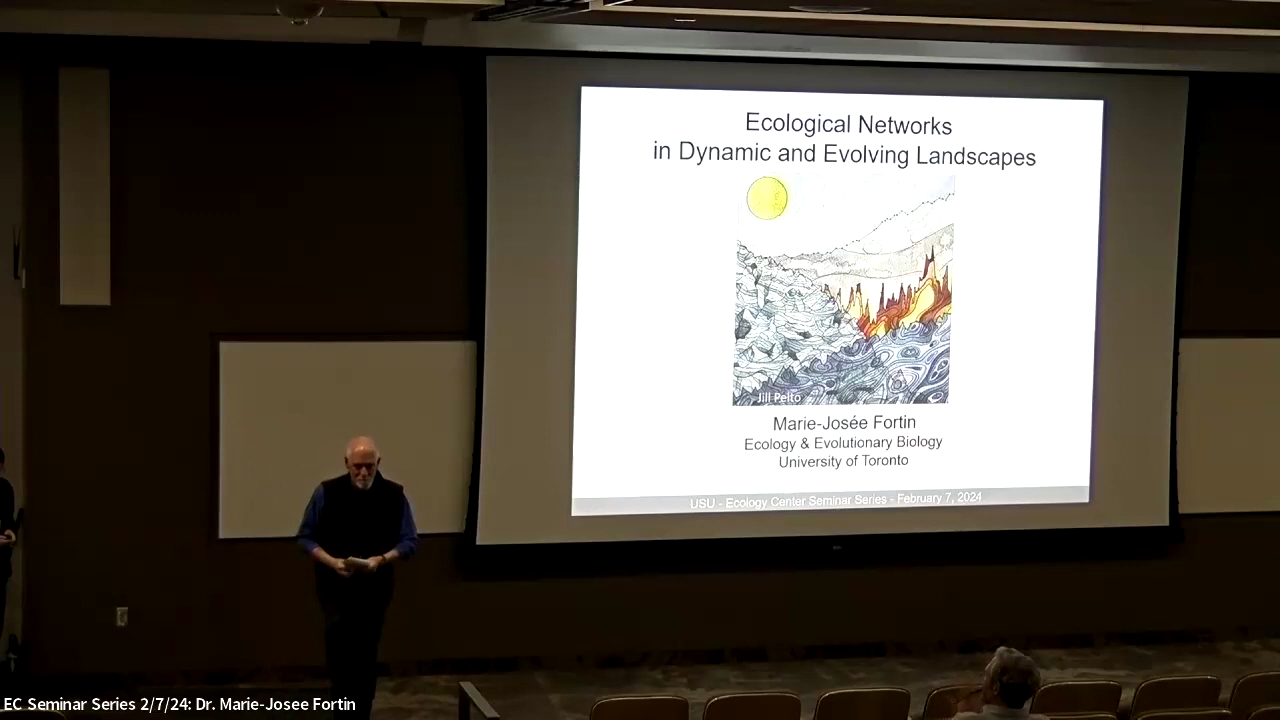 Ecological Networks
in Dynamic and Evolving Landscapes
Jill Pelto
Marie-Josée Fortin
Ecology & Evolutionary Biology
University of Toronto
USU - Ecology Center Seminar Series - February 7, 2024
EC Seminar Series 2/7/24: Dr. Marie-Josee Fortin